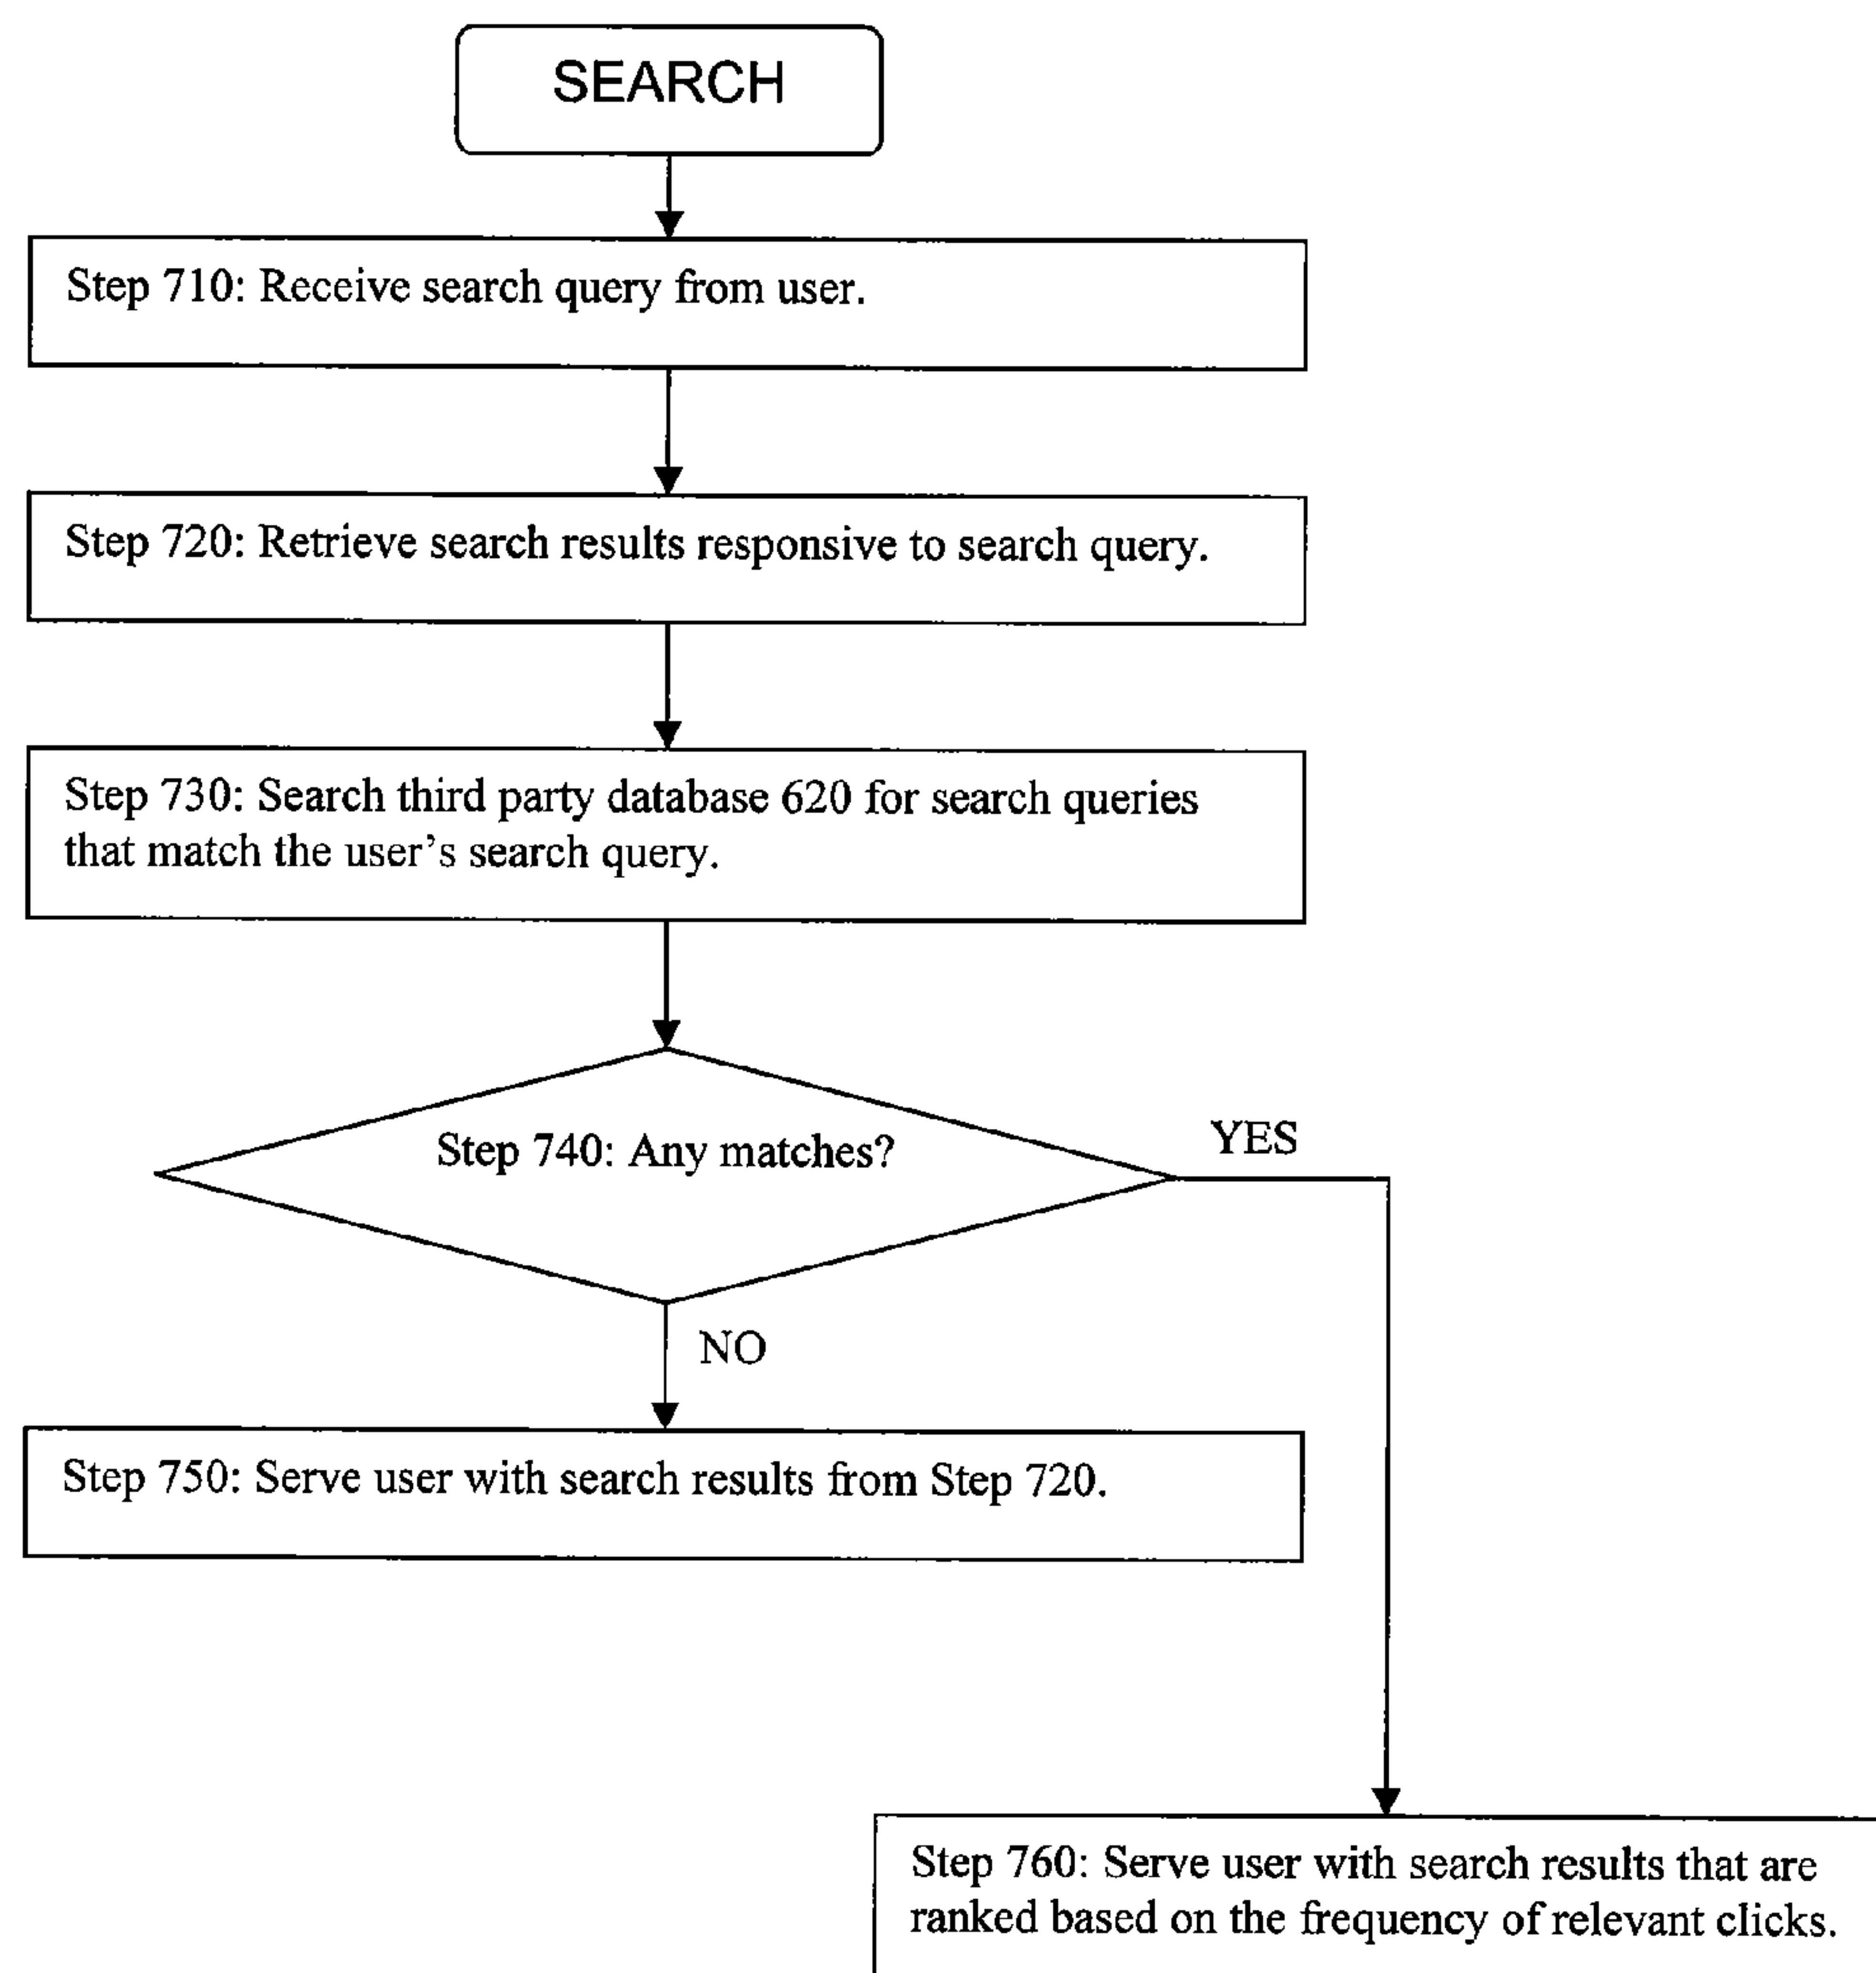 SEARCH
Step 710: Receive search query from user.
Step 720: Retrieve search results responsive to search query.
Step 730: Search third party database 620 for search queries
that match the user’s search query.
Step 740: Any matches?
YES
NO
Step 750: Serve user with search results from Step 720.
Step 760: Serve user with search results that are
ranked based on the frequency of relevant clicks.